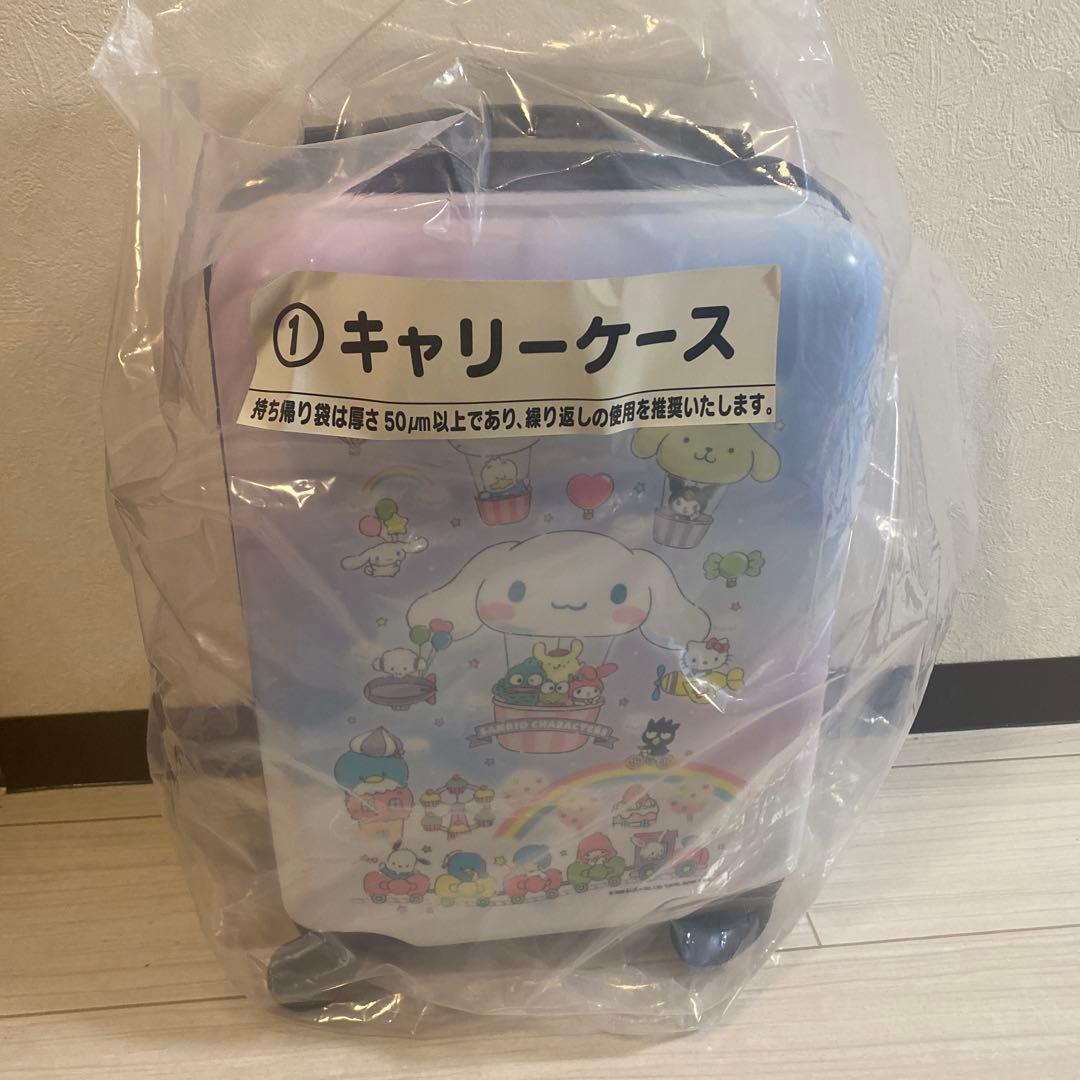 ① キャリーケース
持ち帰り袋は厚さ50μm以上であり、繰り返しの使用を推奨いたします。
SANRIO CHARACTERS